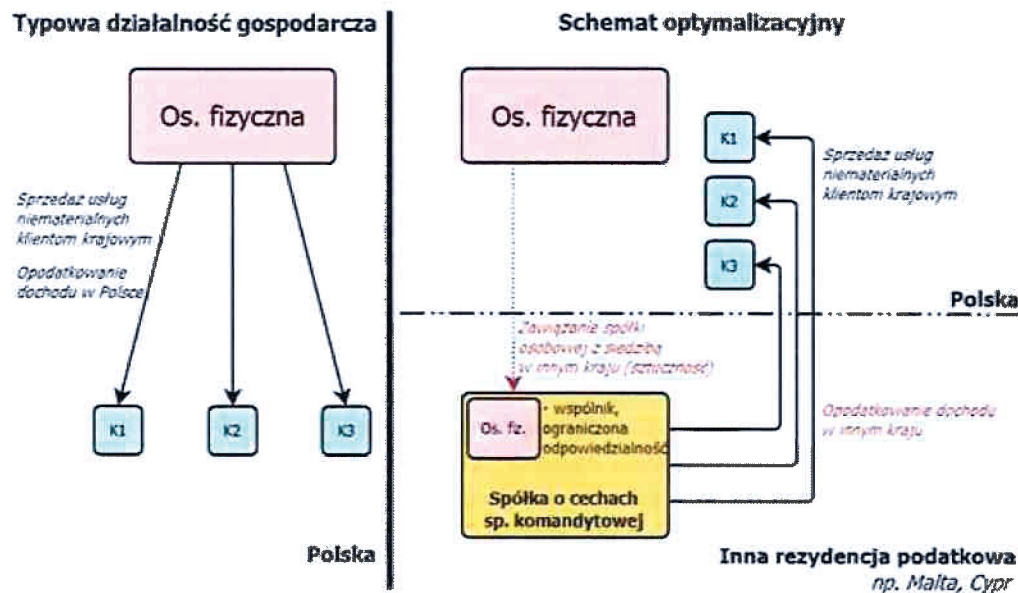 Typowa działalność gospodarcza
Os. fizyczna
Sprzedaż usług
niematerialnych
klientom krajowym
Opodatkowanie
dochodu w Polsce
K1
K2
K3
Polska
Schemat optymalizacyjny
Os. fizyczna
K1
K2
K3
Sprzedaż usług
niematerialnych
klientom krajowym
Polska
Zawiązanie spółki
osobowej z siedzibą
w innym kraju (sztuczność)
Os. fiz.
- wspólnik,
ograniczona
odpowiedzialność
Spółka o cechach
sp. komandytowej
Opodatkowanie dochodu
w innym kraju
Inna rezydencja podatkowa
np. Malta, Cypr